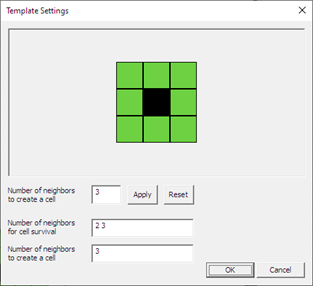 Template Settings
Number of neighbors
to create a cell
3
Apply
Reset
Number of neighbors
for cell survival
2 3
Number of neighbors
to create a cell
3
OK
Cancel